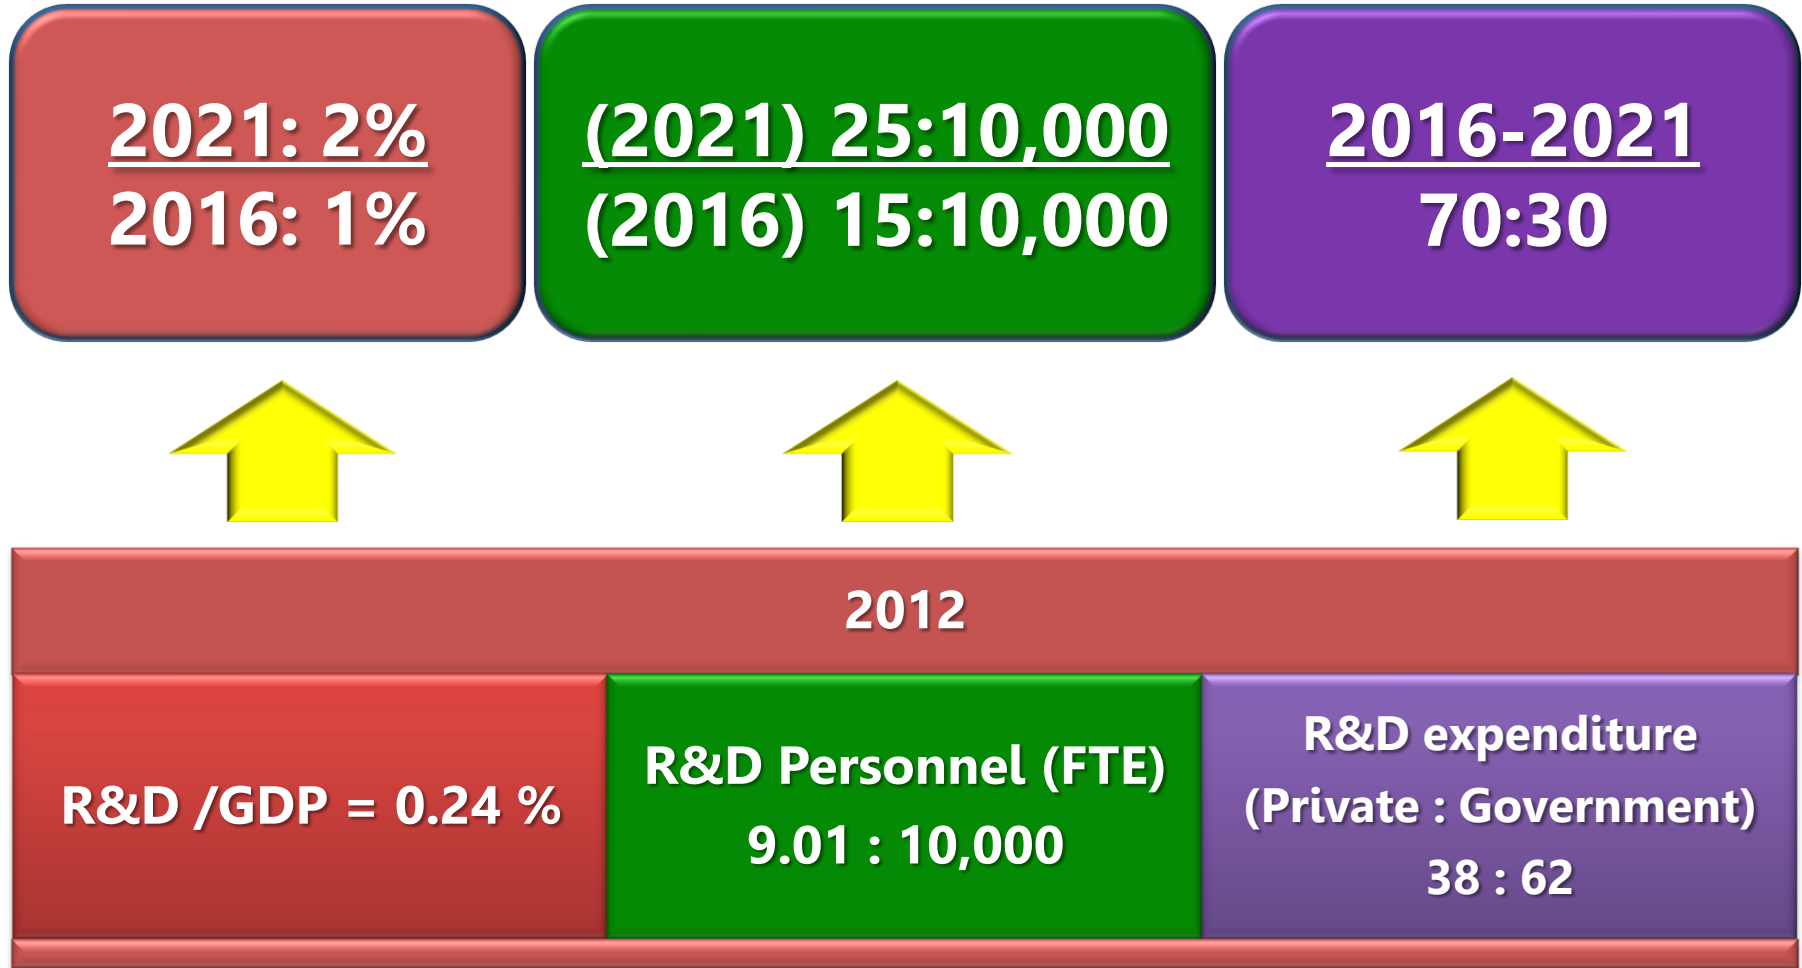 2021: 2%
2016: 1%
(2021) 25:10,000
(2016) 15:10,000
2016-2021
70:30
2012
R&D /GDP = 0.24 %
R&D Personnel (FTE)
9.01 : 10,000
R&D expenditure
(Private : Government)
38 : 62